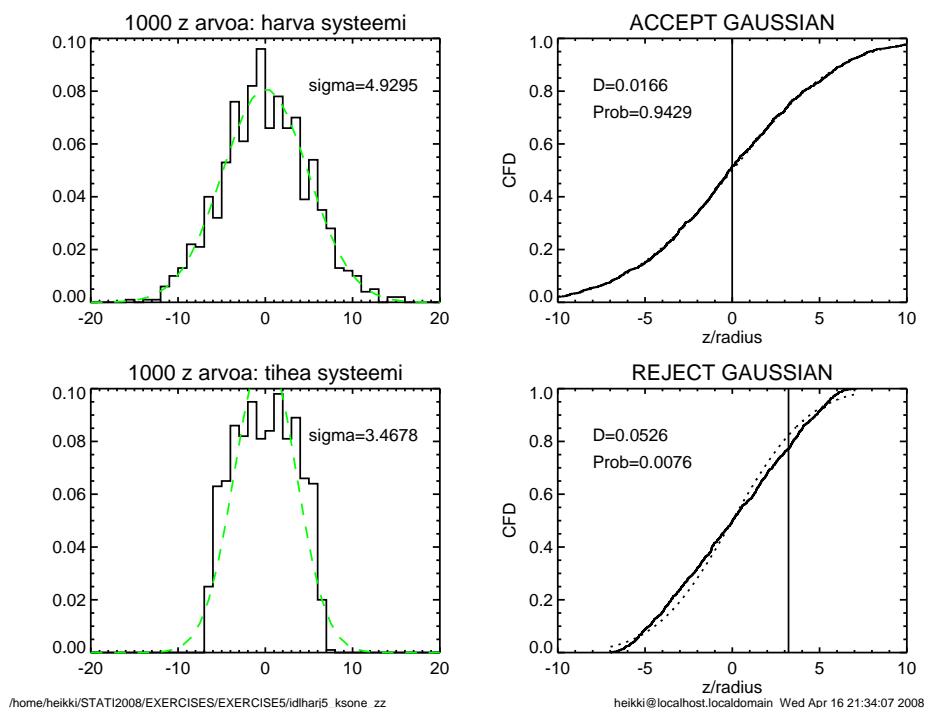 1000 z arvoa: harva systeemi
0.10
0.08
0.06
0.04
0.02
0.00
sigma=4.9295
-20 -10 0 10 20
ACCEPT GAUSSIAN
1.0
0.8
0.6
0.4
0.2
0.0
CFD
D=0.0166
Prob=0.9429
-10 -5 0 5 10
z/radius
1000 z arvoa: tihea systeemi
0.10
0.08
0.06
0.04
0.02
0.00
sigma=3.4678
-20 -10 0 10 20
REJECT GAUSSIAN
1.0
0.8
0.6
0.4
0.2
0.0
CFD
D=0.0526
Prob=0.0076
-10 -5 0 5 10
z/radius
/home/heikki/STATI2008/EXERCISES/EXERCISE5/idlharj5_ksone_zz
heikki@localhost.localdomain Wed Apr 16 21:34:07 2008